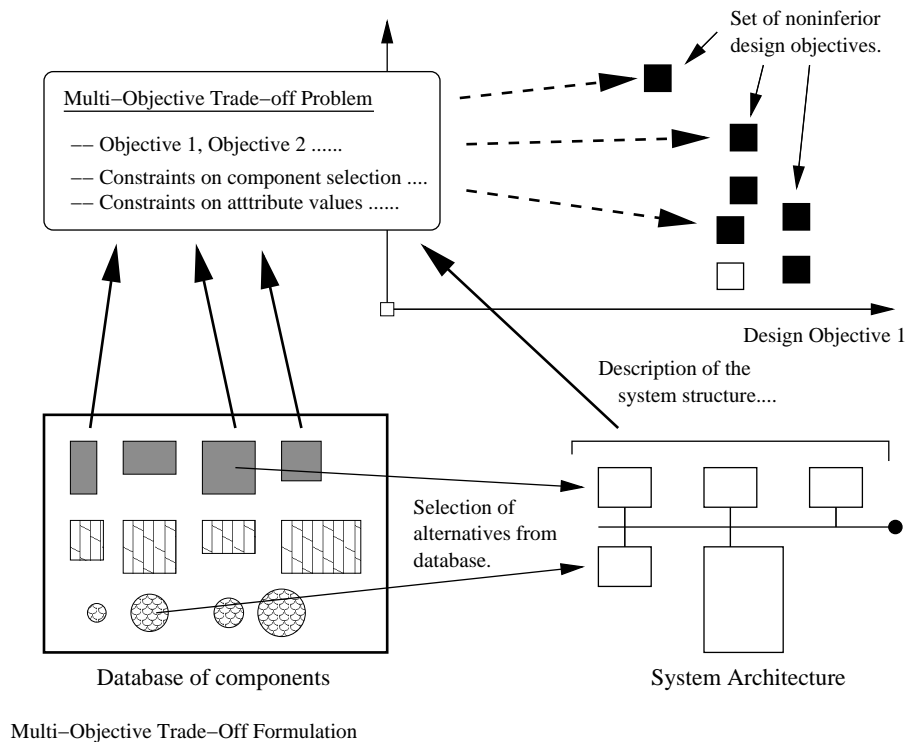 Set of noninferior
design objectives.
Multi−Objective Trade−off Problem
−− Objective 1, Objective 2 ......
−− Constraints on component selection ....
−− Constraints on atttribute values ......
Design Objective 1
Description of the
system structure....
Selection of
alternatives from
database.
Database of components
System Architecture
Multi−Objective Trade−Off Formulation